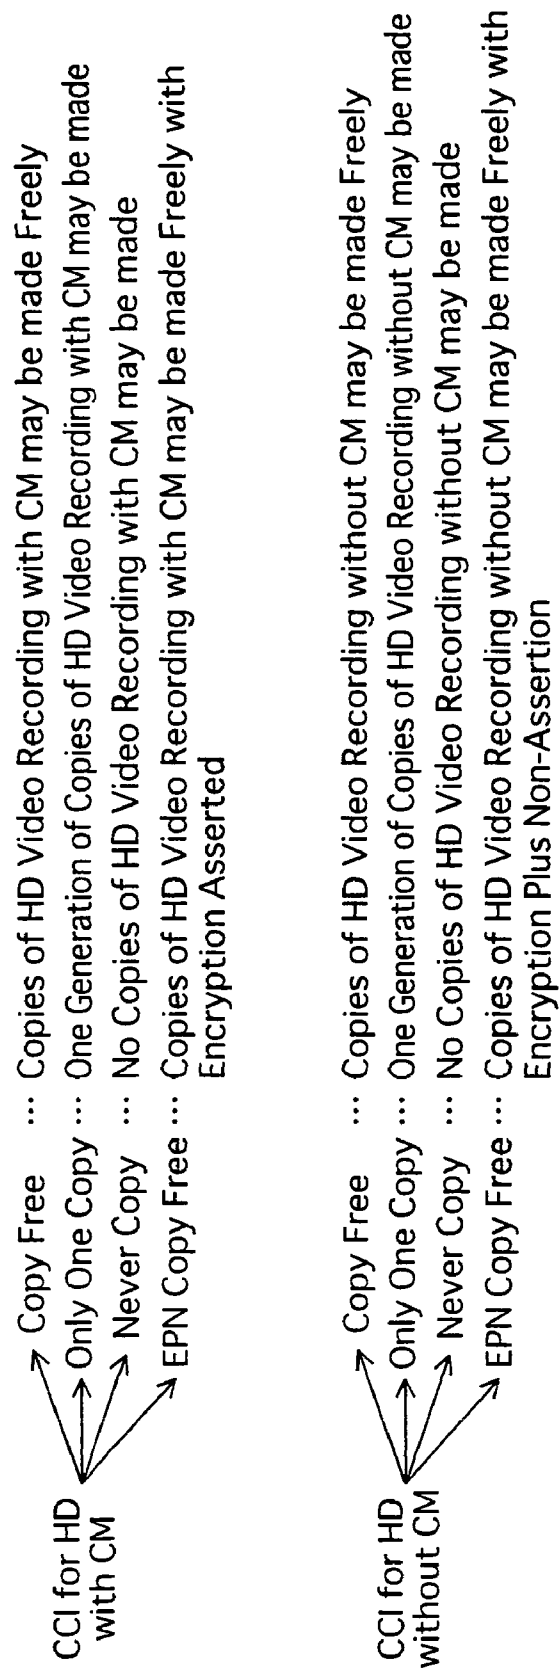 CCI for HD
with CM
Copy Free ... Copies of HD Video Recording with CM may be made Freely
Only One Copy ... One Generation of Copies of HD Video Recording with CM may be made
Never Copy ... No Copies of HD Video Recording with CM may be made
EPN Copy Free ... Copies of HD Video Recording with CM may be made Freely with
Encryption Asserted
CCI for HD
without CM
Copy Free ... Copies of HD Video Recording without CM may be made Freely
Only One Copy ... One Generation of Copies of HD Video Recording without CM may be made
Never Copy ... No Copies of HD Video Recording without CM may be made
EPN Copy Free ... Copies of HD Video Recording without CM may be made Freely with
Encryption Plus Non-Assertion